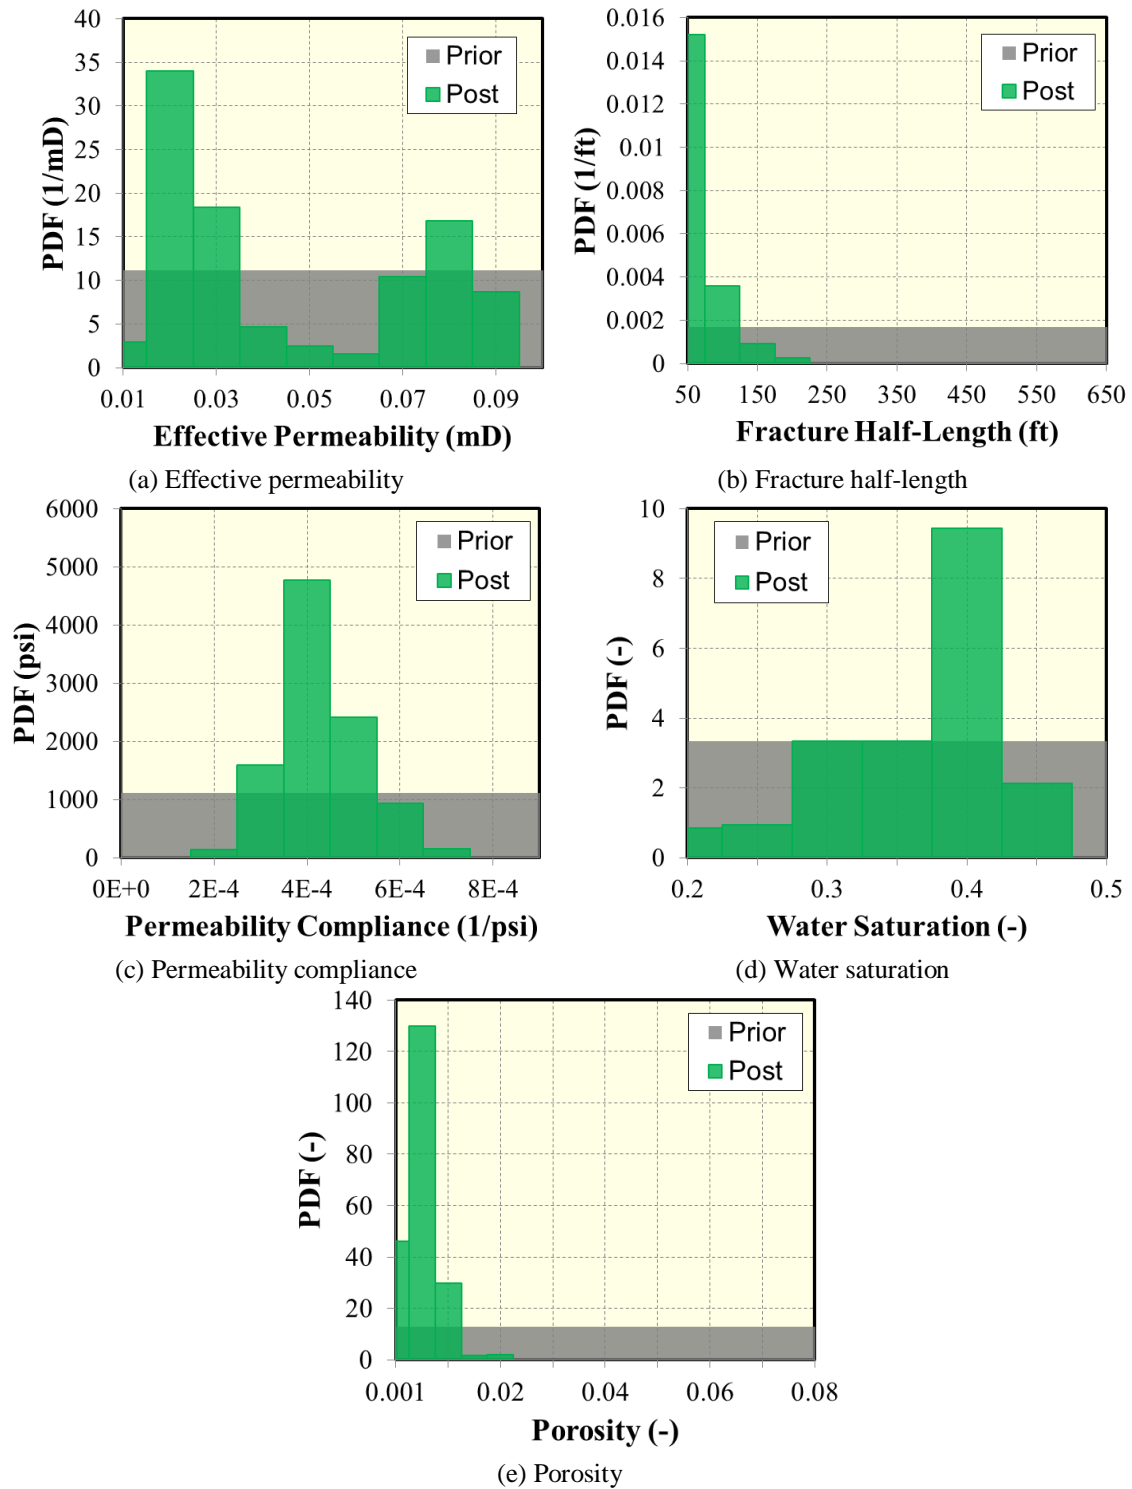 40
35
30
25
20
15
10
5
0
PDF (1/mD)
Prior
Post
0.01 0.03 0.05 0.07 0.09
Effective Permeability (mD)
(a) Effective permeability
0.016
0.014
0.012
0.01
0.008
0.006
0.004
0.002
0
PDF (1/ft)
Prior
Post
50 150 250 350 450 550 650
Fracture Half-Length (ft)
(b) Fracture half-length
6000
5000
4000
3000
2000
1000
0
PDF (psi)
Prior
Post
0E+0 2E-4 4E-4 6E-4 8E-4
Permeability Compliance (1/psi)
(c) Permeability compliance
10
8
6
4
2
0
PDF (-)
Prior
Post
0.2 0.3 0.4 0.5
Water Saturation (-)
(d) Water saturation
140
120
100
80
60
40
20
0
PDF (-)
Prior
Post
0.001 0.02 0.04 0.06 0.08
Porosity (-)
(e) Porosity